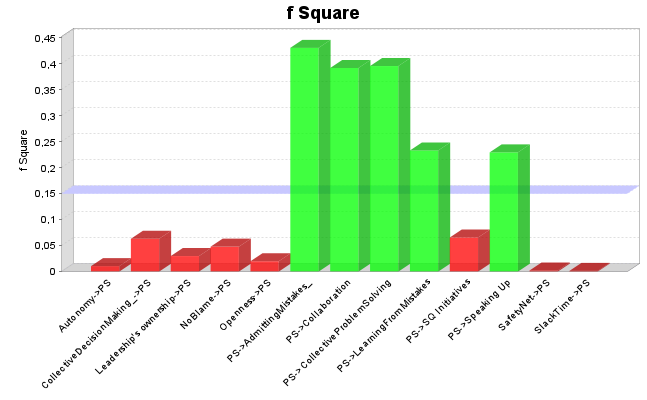 f Square
0,45
0,4
0,35
0,3
0,25
0,2
0,15
0,1
0,05
0
f Square
Autonomy->PS
CollectiveDecisionMaking_->PS
Leadership's ownership->PS
NoBlame->PS
Openness->PS
PS->AdmittingMistakes_
PS->Collaboration
PS->CollectiveProblemSolving
PS->LearningFromMistakes
PS->SQ Initiatives
PS->Speaking Up
SafetyNet->PS
SlackTime->PS